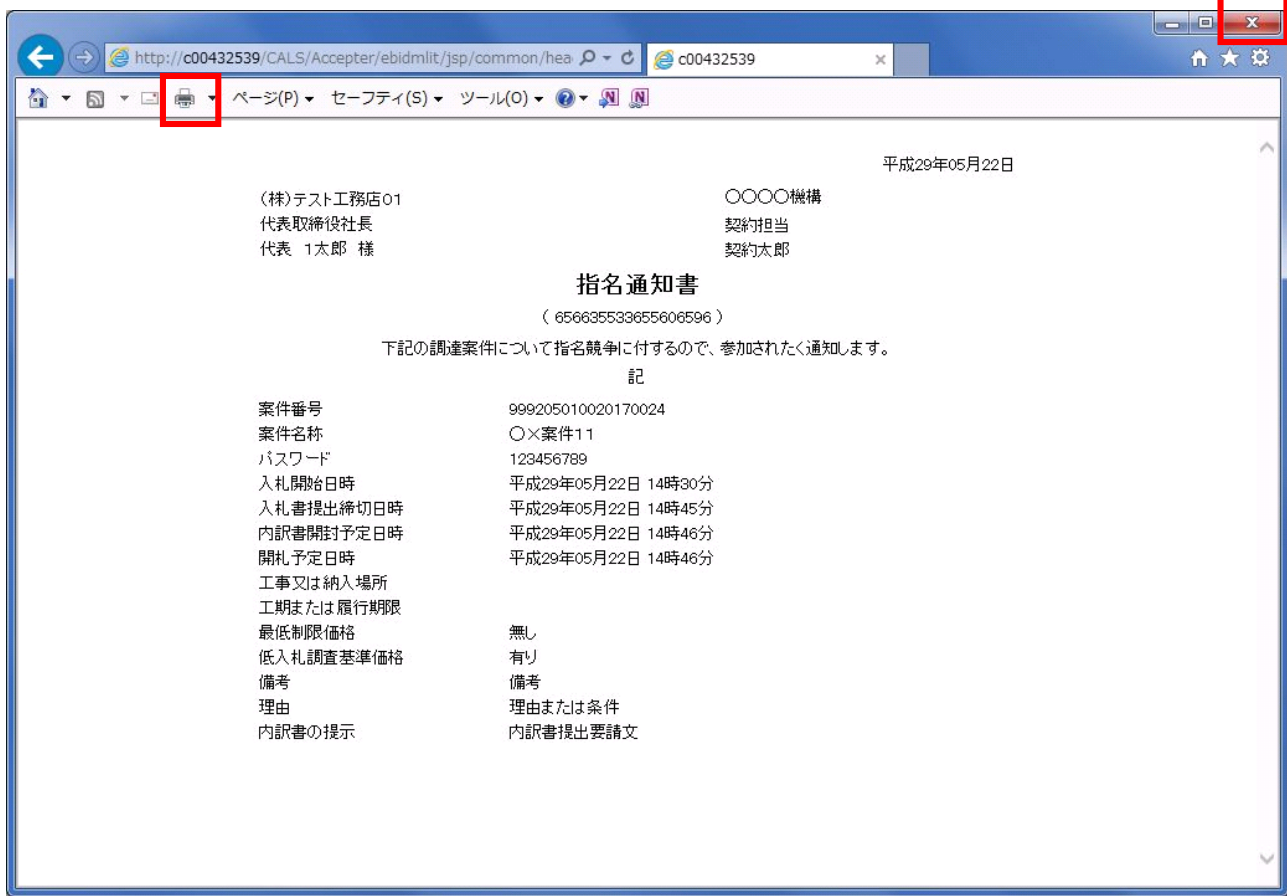 http://c00432539/CALS/Accepter/ebidmlit/jsp/common/hea
c00432539
ページ(P)
セーフティ(S)
ツール(O)
平成29年05月22日
(株)テスト工務店01
〇〇〇〇機構
代表取締役社長
契約担当
代表 1太郎 様
契約太郎
指名通知書
( 656635533655606596 )
下記の調達案件について指名競争に付するので、参加されたく通知します。
記
案件番号 999205010020170024
案件名称 〇×案件11
パスワード 123456789
入札開始日時 平成29年05月22日 14時30分
入札書提出締切日時 平成29年05月22日 14時45分
内訳書開封予定日時 平成29年05月22日 14時46分
開札予定日時 平成29年05月22日 14時46分
工事又は納入場所
工期または履行期限
最低制限価格 無し
低入札調査基準価格 有り
備考 備考
理由 理由または条件
内訳書の提示 内訳書提出要請文